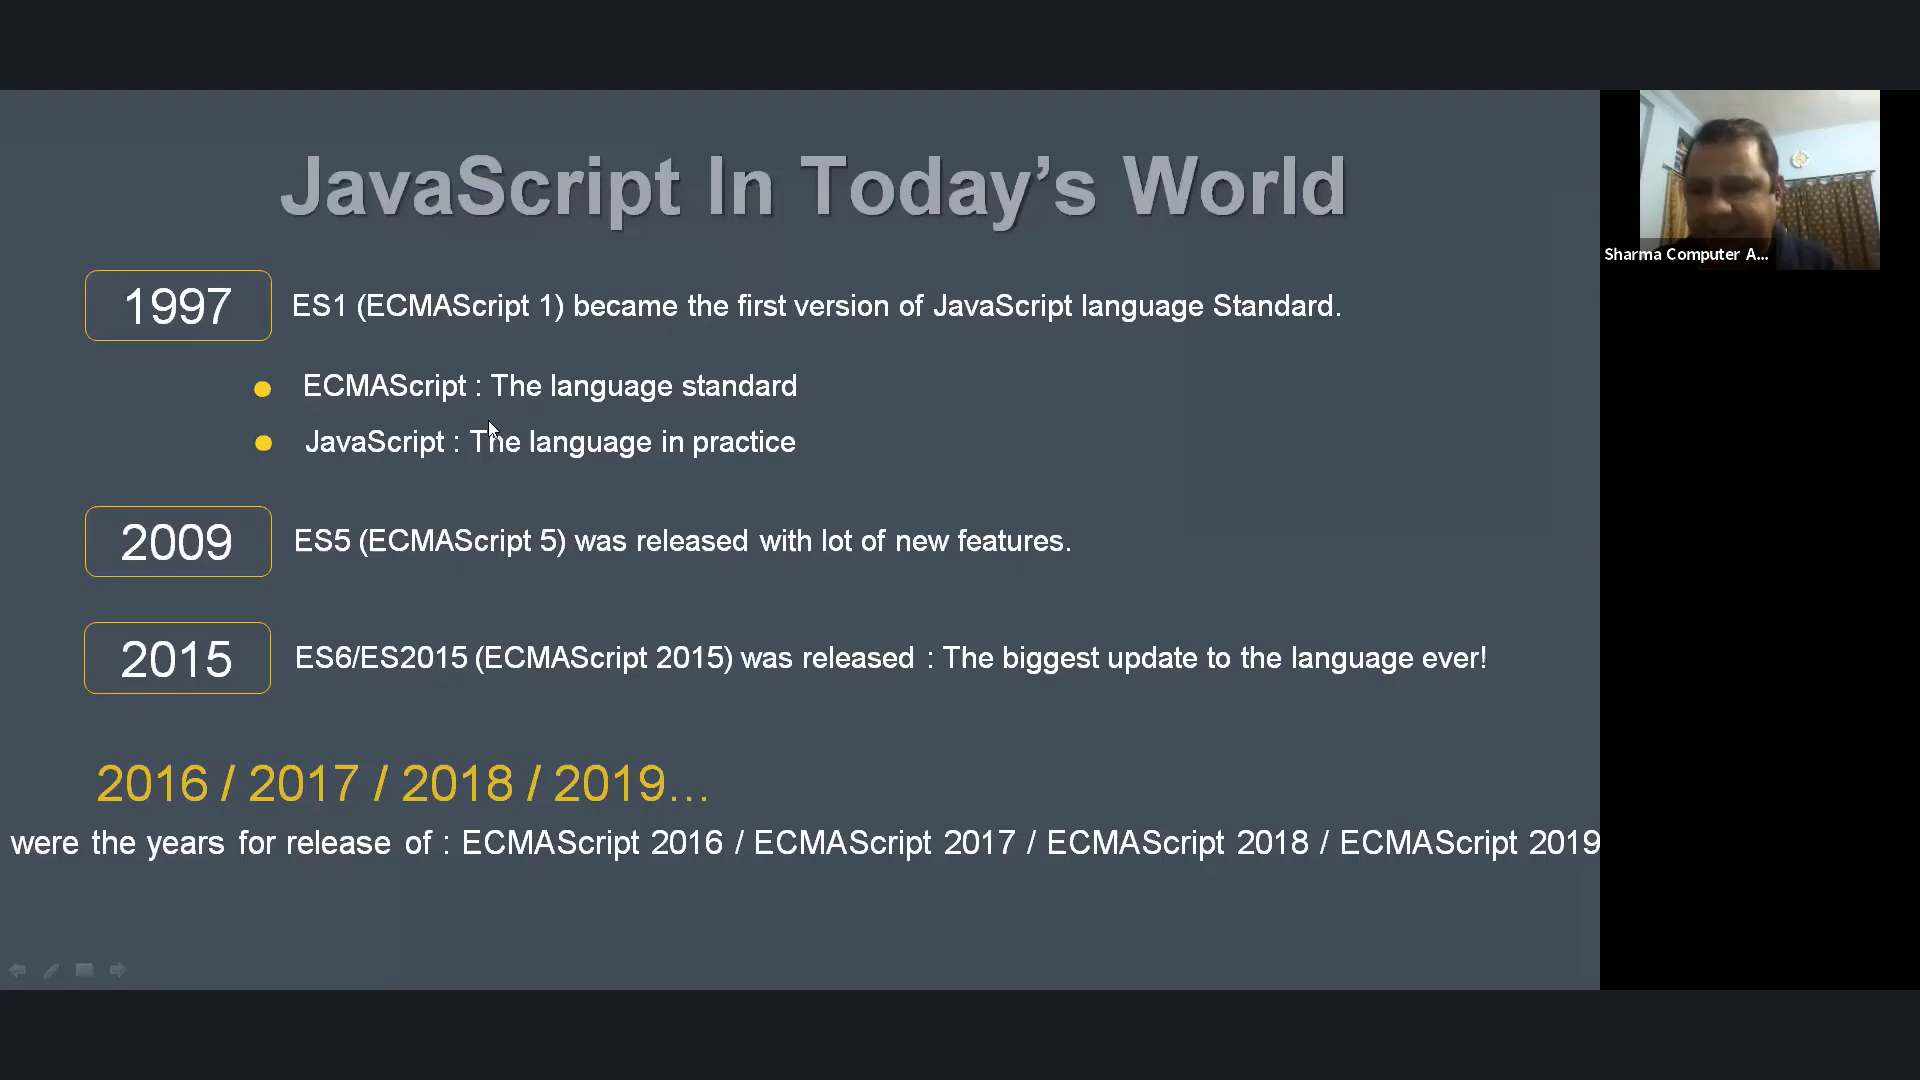 JavaScript In Today’s World
1997
ES1 (ECMAScript 1) became the first version of JavaScript language Standard.
ECMAScript : The language standard
JavaScript : The language in practice
2009
ES5 (ECMAScript 5) was released with lot of new features.
2015
ES6/ES2015 (ECMAScript 2015) was released : The biggest update to the language ever!
2016 / 2017 / 2018 / 2019...
were the years for release of : ECMAScript 2016 / ECMAScript 2017 / ECMAScript 2018 / ECMAScript 2019
Sharma Computer A...